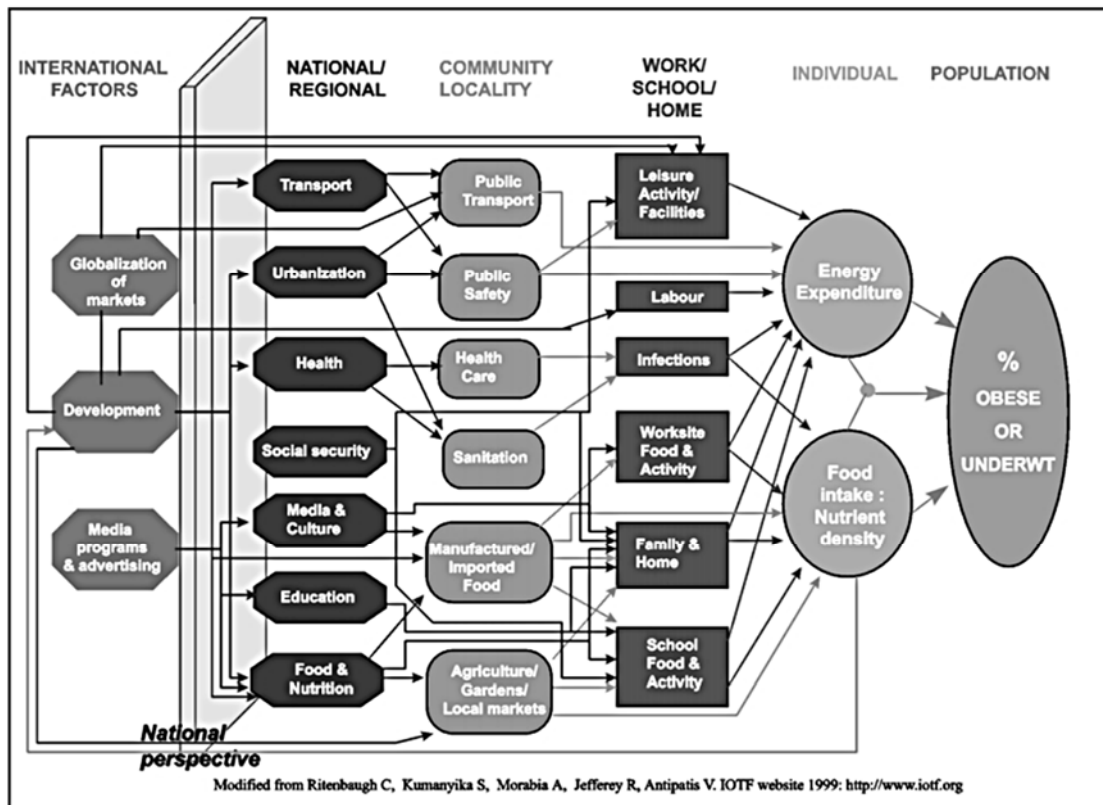 INTERNATIONAL
FACTORS
NATIONAL/
REGIONAL
COMMUNITY
LOCALITY
WORK/
SCHOOL/
HOME
INDIVIDUAL
POPULATION
Globalization
of
markets
Development
Media
programs
& advertising
National
perspective
Transport
Urbanization
Health
Social security
Media &
Culture
Education
Food &
Nutrition
Public
Transport
Public
Safety
Health
Care
Sanitation
Manufactured/
Imported
Food
Agriculture/
Gardens/
Local markets
Leisure
Activity/
Facilities
Labour
Infections
Worksite
Food &
Activity
Family &
Home
School
Food &
Activity
Energy
Expenditure
Food
intake :
Nutrient
density
%
OBESE
OR
UNDERWT
Modified from Ritenbaugh C, Kumanyika S, Morabia A, Jefferey R, Antipatis V. IOTF website 1999: http://www.iotf.org